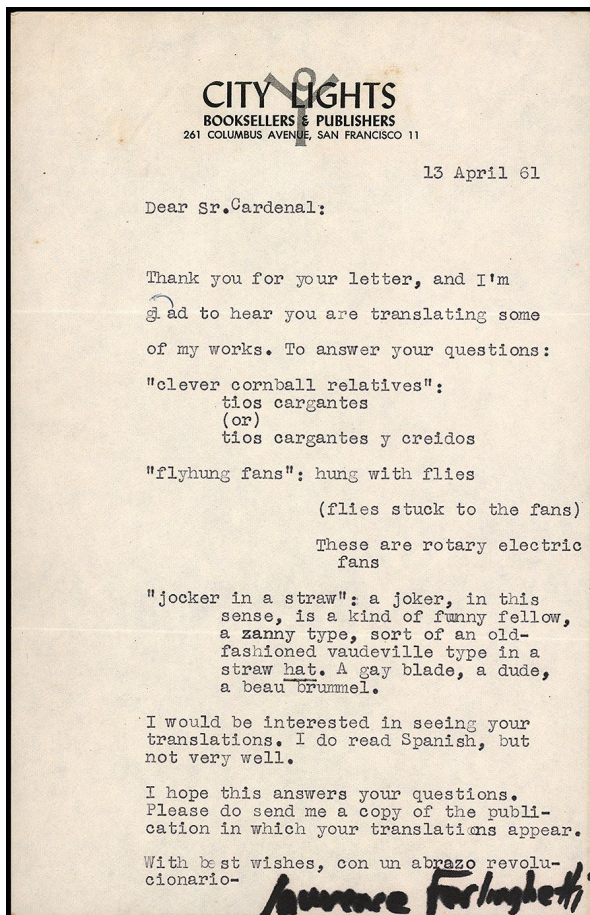 CITY LIGHTS
BOOKSELLERS & PUBLISHERS
261 COLUMBUS AVENUE, SAN FRANCISCO 11
13 April 61
Dear Sr.Cardenal:
Thank you for your letter, and I'm
glad to hear you are translating some
of my works. To answer your questions:
"clever cornball relatives":
tios cargantes
(or)
tios cargantes y creidos
"flyhung fans": hung with flies
(flies stuck to the fans)
These are rotary electric
fans
"jocker in a straw": a joker, in this
sense, is a kind of funny fellow,
a zanny type, sort of an old-
fashioned vaudeville type in a
straw hat. A gay blade, a dude,
a beau brummel.
I would be interested in seeing your
translations. I do read Spanish, but
not very well.
I hope this answers your questions.
Please do send me a copy of the publi-
cation in which your translations appear.
With best wishes, con un abrazo revolu-
cionario-
Lawrence Ferlinghetti